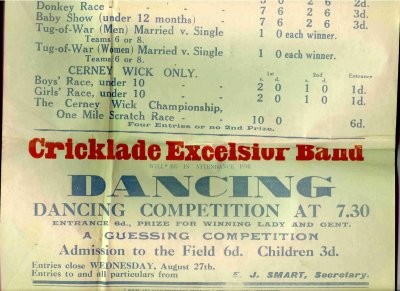 Donkey Race 5 0 2 6 2d.
Baby Show (under 12 months) 7 6 2 6 3d.
Tug-of-War (Men) Married v. Single 1 0 each winner.
Teams 6 or 8.
Tug-of-War (Women) Married v. Single 1 0 each winner.
Teams 6 or 8.
CERNEY WICK ONLY. 1st 2nd Entrance
s. d. s. d.
Boys' Race, under 10 2 0 1 0 1d.
Girls' Race, under 10 2 0 1 0 1d.
The Cerney Wick Championship,
One Mile Scratch Race 10 0 6d.
Four Entries or no 2nd Prize.
Cricklade Excelsior Band
WILL BE IN ATTENDANCE FOR
DANCING
DANCING COMPETITION AT 7.30
ENTRANCE 6d., PRIZE FOR WINNING LADY AND GENT.
A GUESSING COMPETITION
Admission to the Field 6d. Children 3d.
Entries close WEDNESDAY, August 27th.
Entries to and all particulars from E. J. SMART, Secretary.